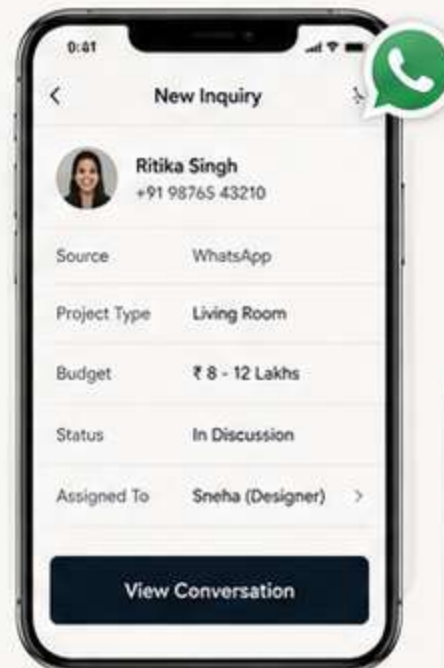 0:41
New Inquiry
Ritika Singh
+91 98765 43210
Source WhatsApp
Project Type Living Room
Budget ₹ 8 - 12 Lakhs
Status In Discussion
Assigned To Sneha (Designer) >
View Conversation